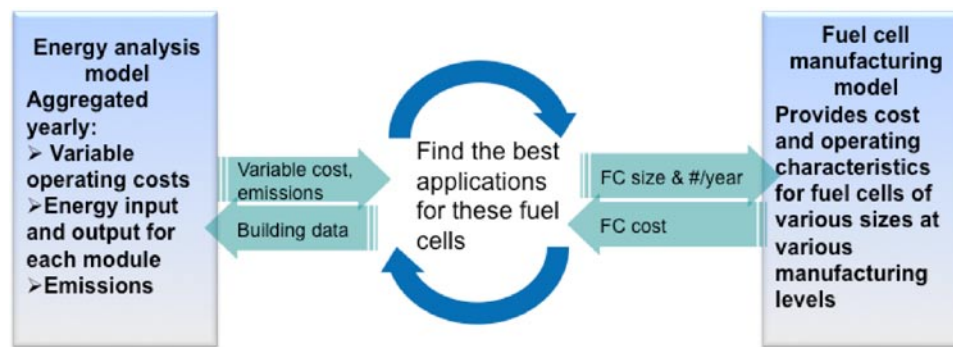 Energy analysis
model
Aggregated
yearly:
➢ Variable
operating costs
➢Energy input
and output for
each module
➢Emissions
Variable cost,
emissions
Building data
Find the best
applications
for these fuel
cells
FC size & #/year
FC cost
Fuel cell
manufacturing
model
Provides cost
and operating
characteristics
for fuel cells of
various sizes at
various
manufacturing
levels